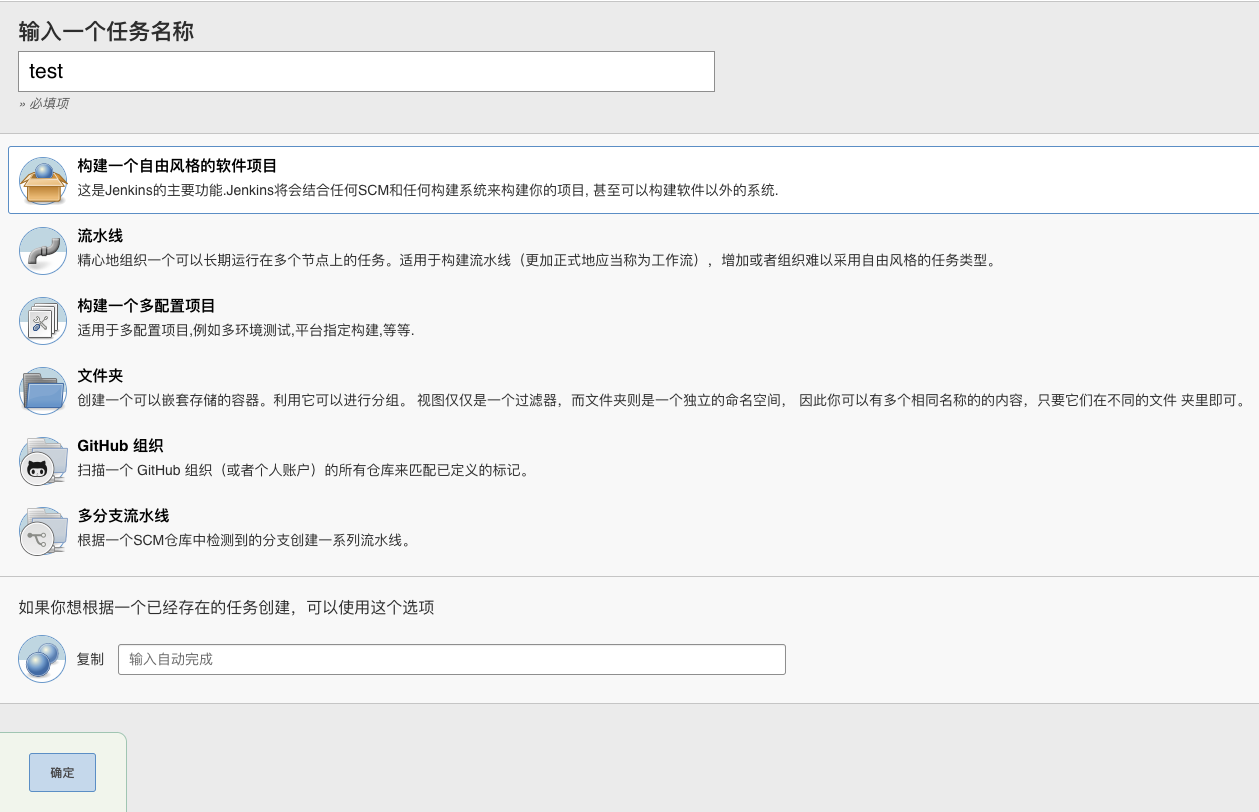 输入一个任务名称
test
» 必填项
构建一个自由风格的软件项目
这是Jenkins的主要功能.Jenkins将会结合任何SCM和任何构建系统来构建你的项目, 甚至可以构建软件以外的系统.
流水线
精心地组织一个可以长期运行在多个节点上的任务。适用于构建流水线（更加正式地应当称为工作流）, 增加或者组织难以采用自由风格的任务类型。
构建一个多配置项目
适用于多配置项目,例如多环境测试,平台指定构建,等等.
文件夹
创建一个可以嵌套存储的容器。利用它可以进行分组。 视图仅仅是一个过滤器，而文件夹则是一个独立的命名空间， 因此你可以有多个相同名称的的内容，只要它们在不同的文件 夹里即可。
GitHub 组织
扫描一个 GitHub 组织（或者个人账户）的所有仓库来匹配已定义的标记。
多分支流水线
根据一个SCM仓库中检测到的分支创建一系列流水线。
如果你想根据一个已经存在的任务创建，可以使用这个选项
复制 输入自动完成
确定